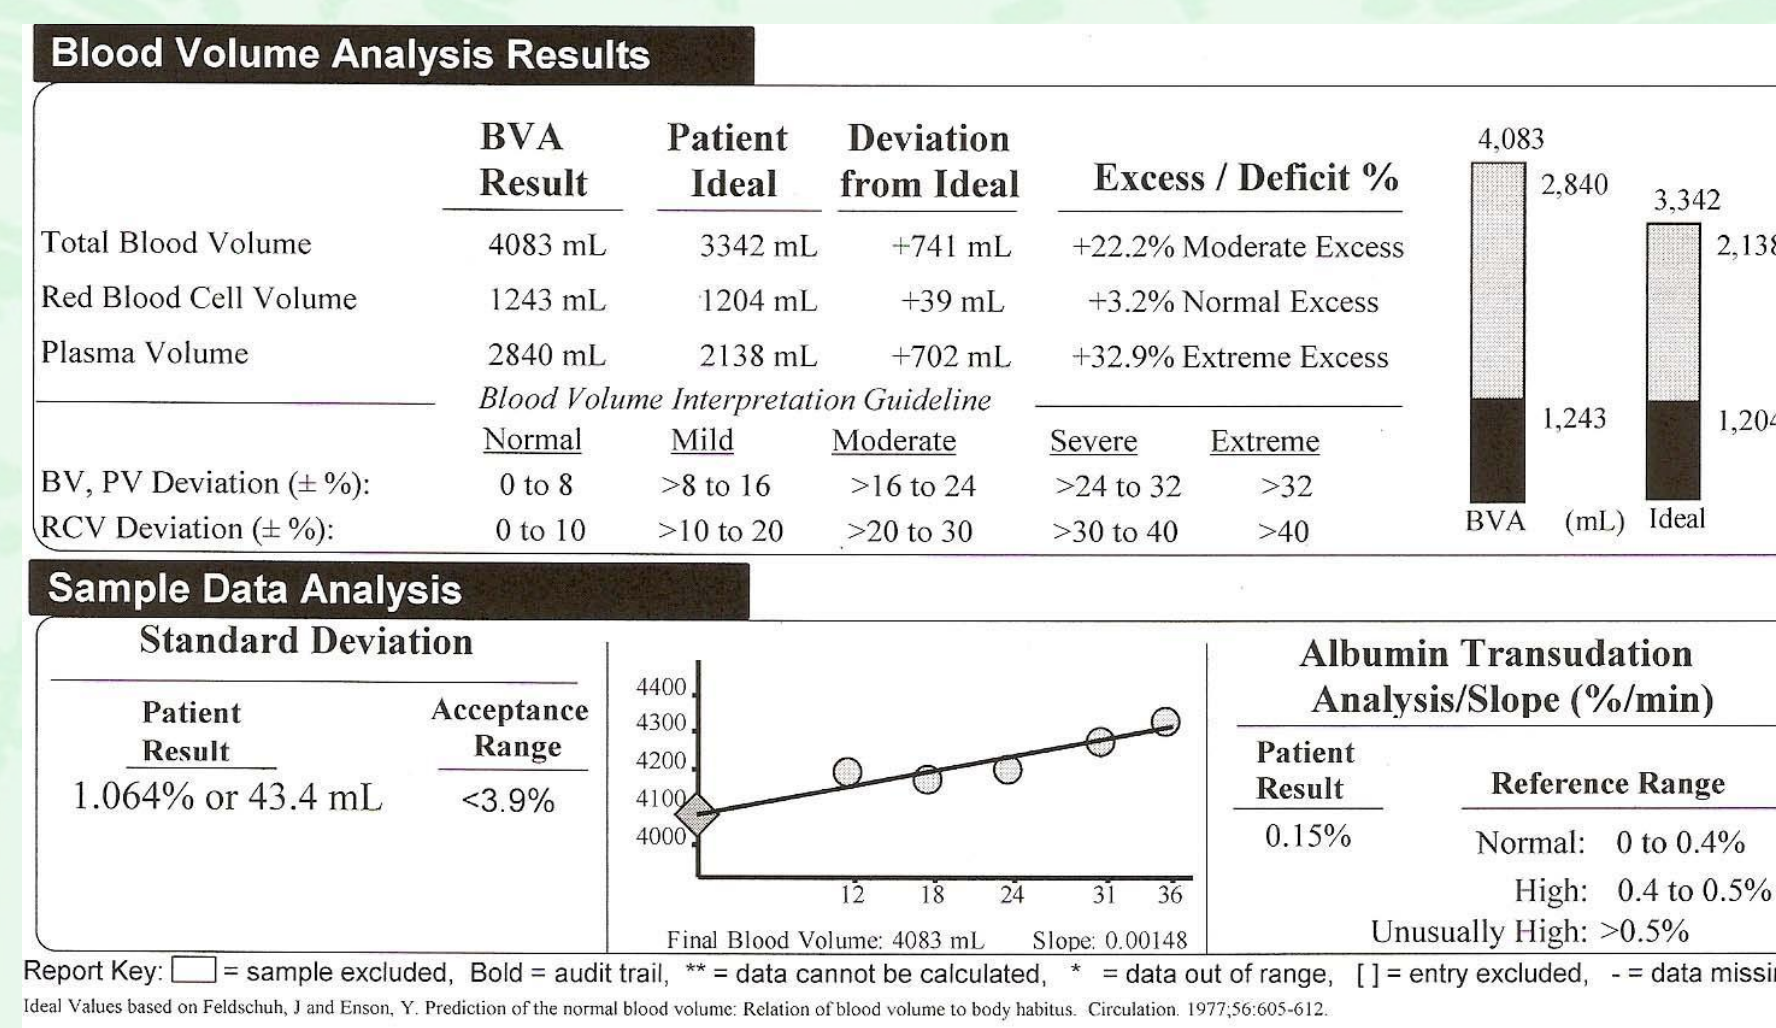 Blood Volume Analysis Results
BVA Result Patient Ideal Deviation from Ideal Excess / Deficit %
Total Blood Volume 4083 mL 3342 mL +741 mL +22.2% Moderate Excess
Red Blood Cell Volume 1243 mL 1204 mL +39 mL +3.2% Normal Excess
Plasma Volume 2840 mL 2138 mL +702 mL +32.9% Extreme Excess
Blood Volume Interpretation Guideline
Normal Mild Moderate Severe Extreme
BV, PV Deviation (± %): 0 to 8 >8 to 16 >16 to 24 >24 to 32 >32
RCV Deviation (± %): 0 to 10 >10 to 20 >20 to 30 >30 to 40 >40
4,083
2,840
3,342
2,138
1,243
1,204
BVA (mL) Ideal
Sample Data Analysis
Standard Deviation
Patient Result Acceptance Range
1.064% or 43.4 mL <3.9%
4400
4300
4200
4100
4000
12 18 24 31 36
Final Blood Volume: 4083 mL Slope: 0.00148
Albumin Transudation
Analysis/Slope (%/min)
Patient Result Reference Range
0.15% Normal: 0 to 0.4%
High: 0.4 to 0.5%
Unusually High: >0.5%
Report Key: = sample excluded, Bold = audit trail, ** = data cannot be calculated, * = data out of range, [ ] = entry excluded, - = data missi
Ideal Values based on Feldschuh, J and Enson, Y. Prediction of the normal blood volume: Relation of blood volume to body habitus. Circulation. 1977;56:605-612.